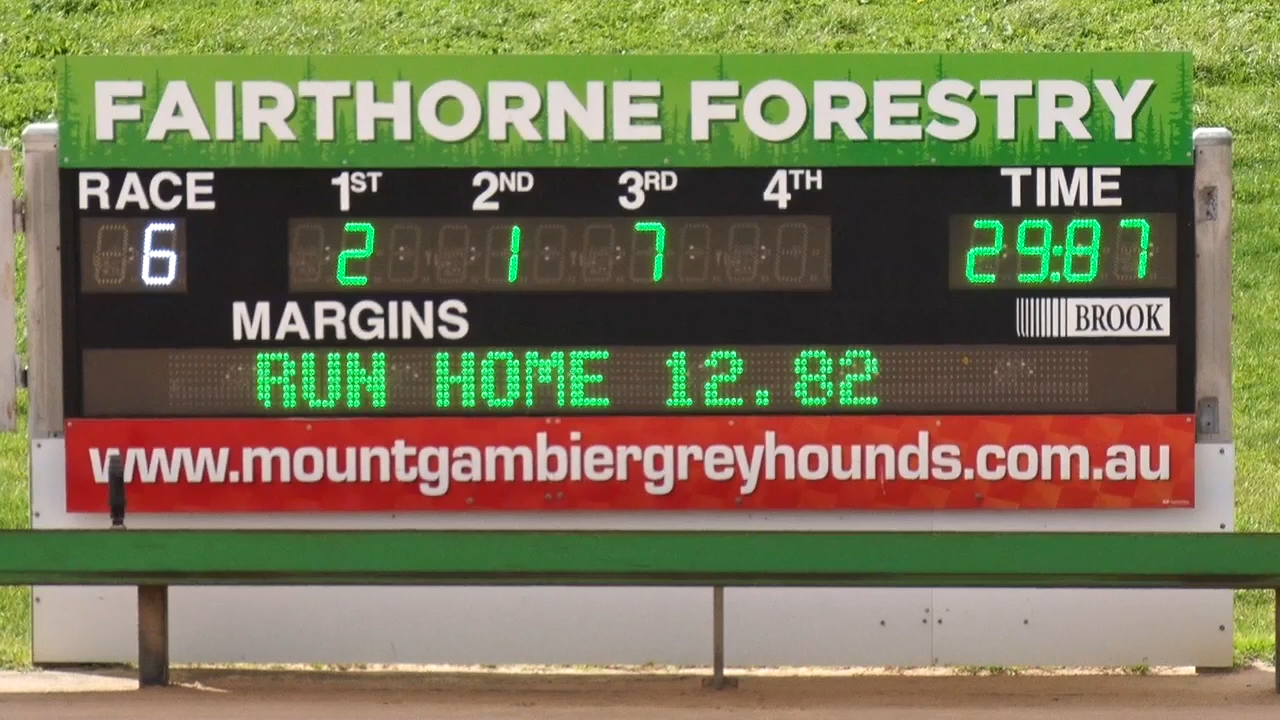 FAIRTHORNE FORESTRY
RACE 1ST 2ND 3RD 4TH TIME
6 2 1 7 29:87
MARGINS BROOK
RUN HOME 12.82
www.mountgambiergreyhounds.com.au